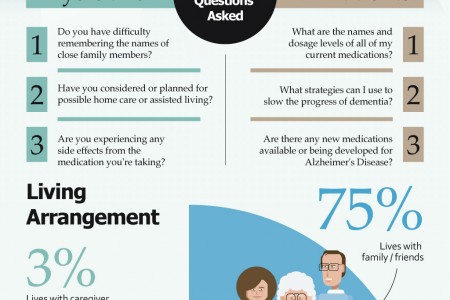 Questions
Asked
1
Do you have difficulty
remembering the names of
close family members?
2
Have you considered or planned for
possible home care or assisted living?
3
Are you experiencing any
side effects from the
medication you're taking?
What are the names and
dosage levels of all of my
current medications?
1
What strategies can I use to
slow the progress of dementia?
2
Are there any new medications
available or being developed for
Alzheimer's Disease?
3
Living
Arrangement
3%
Lives with caregiver
75%
Lives with
family / friends